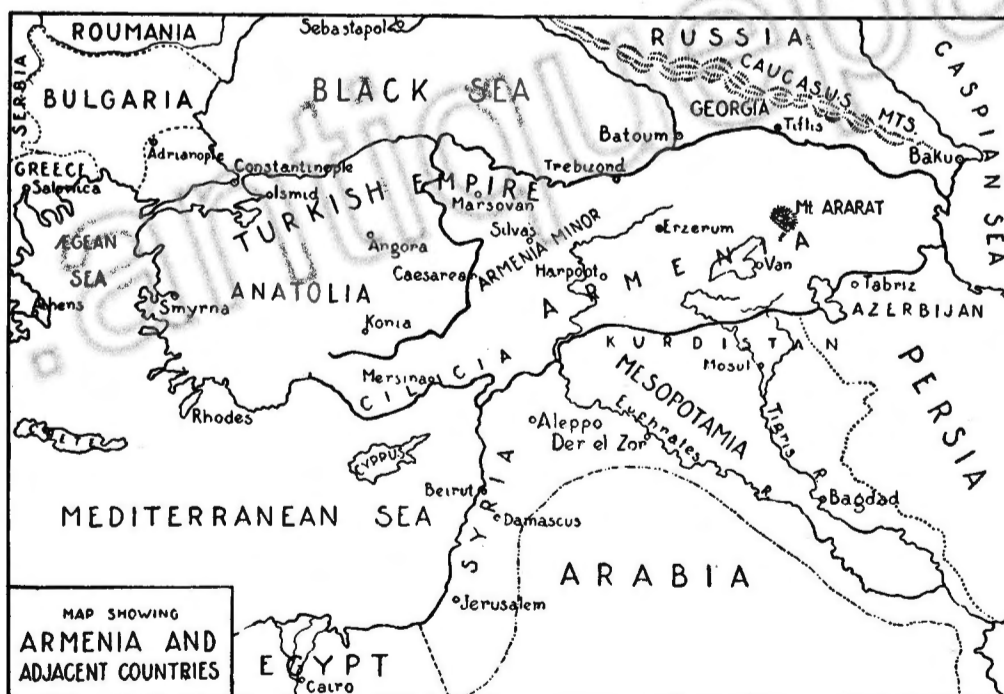 ROUMANIA
Sebastapol
RUSSIA
CAUCASUS MTS.
CASPIAN SEA
SERBIA
BULGARIA
BLACK SEA
GEORGIA
Tiflis
Batoum
Baku
Adrianople
Constantinople
GREECE
Salonica
Ismid
TURKISH EMPIRE
Marsovan
Trebizond
Mt ARARAT
ÆGEAN
SEA
Angora
Silvas
ARMENIA MINOR
Erzerum
ARMENIA
Van
Caesarea
Harpoot
Tabriz
AZERBIJAN
Athens
Smyrna
ANATOLIA
Konia
KURDISTAN
Mosul
PERSIA
Mersina
CILICIA
MESOPOTAMIA
Rhodes
Aleppo
Der el Zor
Euphrates R.
Tigris R.
CRETE
CYPPUS
Beirut
Bagdad
MEDITERRANEAN SEA
SYRIA
Damascus
ARABIA
Jerusalem
EGYPT
Cairo
MAP SHOWING
ARMENIA AND
ADJACENT COUNTRIES